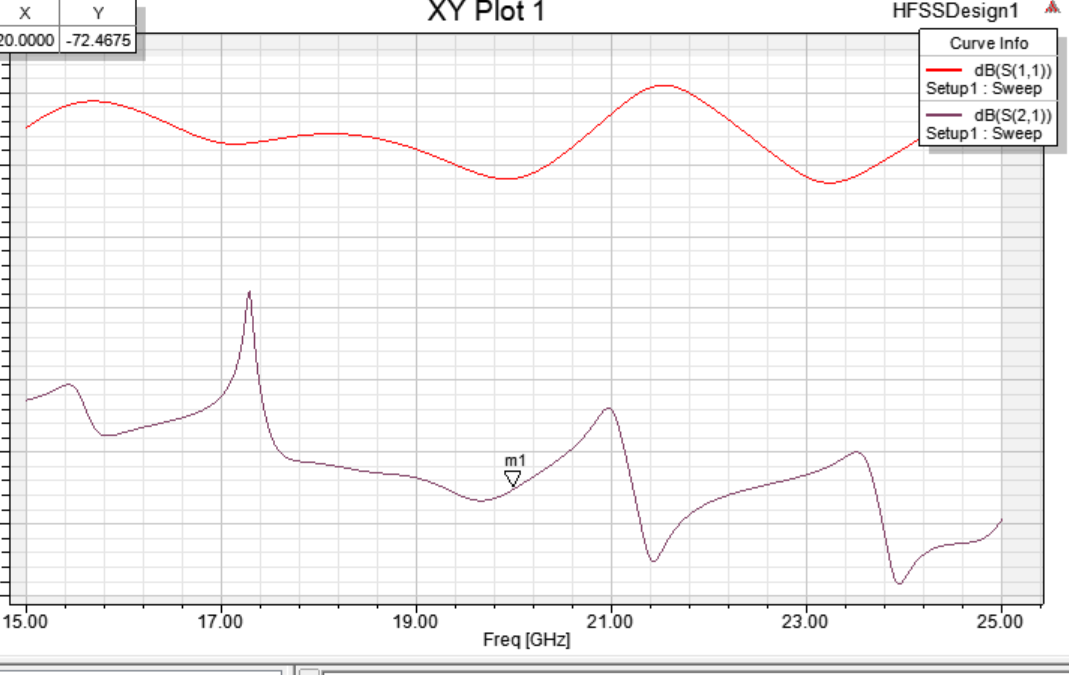 XY Plot 1
HFSSDesign1
X Y
20.0000 -72.4675
Curve Info
dB(S(1,1))
Setup1 : Sweep
dB(S(2,1))
Setup1 : Sweep
m1
15.00 17.00 19.00 21.00 23.00 25.00
Freq [GHz]